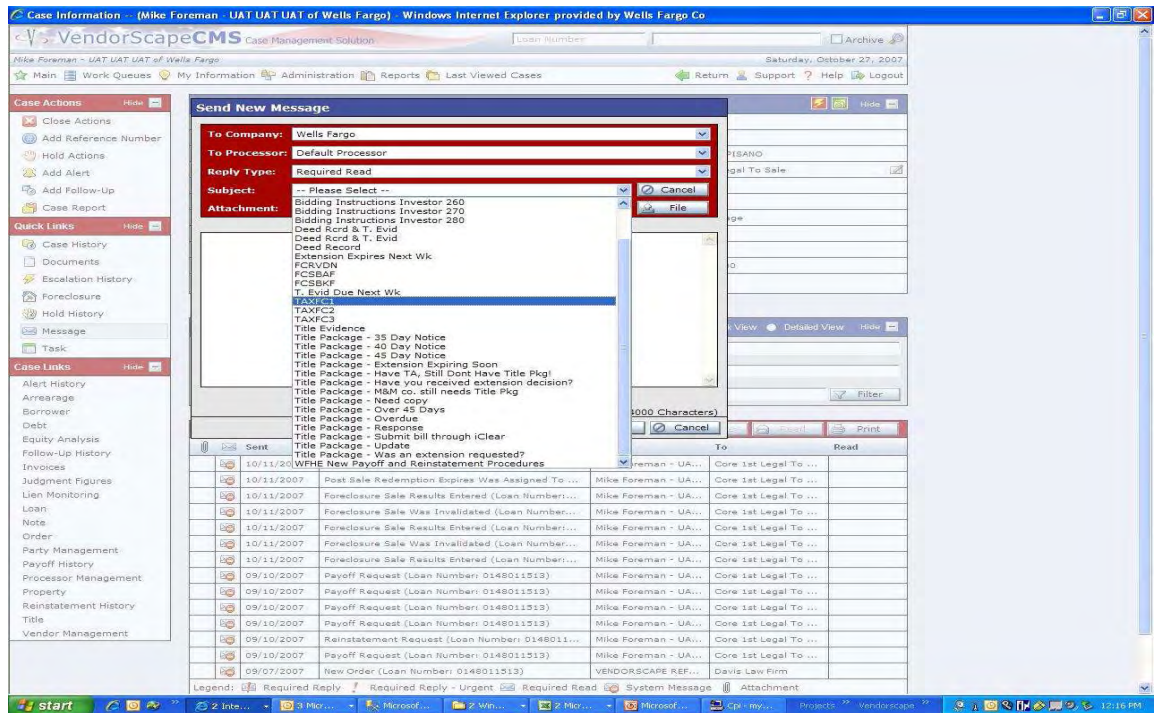 Case Information -- (Mike Foreman - UAT UAT UAT of Wells Fargo) - Windows Internet Explorer provided by Wells Fargo Co
VendorScapeCMS Case Management Solution
Loan Number
Archive
Mike Foreman - UAT UAT UAT of Wells Fargo
Saturday, October 27, 2007
Main Work Queues My Information Administration Reports Last Viewed Cases
Return Support Help Logout
Case Actions Hide
Close Actions
Add Reference Number
Hold Actions
Add Alert
Add Follow-Up
Case Report
Quick Links Hide
Case History
Documents
Escalation History
Foreclosure
Hold History
Message
Task
Case Links Hide
Alert History
Arrearage
Borrower
Debt
Equity Analysis
Follow-Up History
Invoices
Judgment Figures
Lien Monitoring
Loan
Note
Order
Party Management
Payoff History
Processor Management
Property
Reinstatement History
Title
Vendor Management
Hide
PISANO
gal To Sale
Send New Message
To Company: Wells Fargo
To Processor: Default Processor
Reply Type: Required Read
Subject: -- Please Select --
Cancel
Attachment:
File
Bidding Instructions Investor 260
Bidding Instructions Investor 270
Bidding Instructions Investor 280
Deed Rcrd & T. Evid
Deed Rcrd & T. Evid
Deed Record
Extension Expires Next Wk
FCRVDN
FCSBAF
FCSBKF
T. Evid Due Next Wk
TAXFC1
TAXFC2
TAXFC3
Title Evidence
Title Package - 35 Day Notice
Title Package - 40 Day Notice
Title Package - 45 Day Notice
Title Package - Extension Expiring Soon
Title Package - Have TA, Still Dont Have Title Pkg!
Title Package - Have you received extension decision?
Title Package - M&M co. still needs Title Pkg
Title Package - Need copy
Title Package - Over 45 Days
Title Package - Overdue
Title Package - Response
Title Package - Submit bill through iClear
Title Package - Update
Title Package - Was an extension requested?
WFHE New Payoff and Reinstatement Procedures
4000 Characters)
Cancel
View Detailed View Hide
Filter
Print
Sent To Read
10/11/20 oreman - UA... Core 1st Legal To ...
10/11/2007 Post Sale Redemption Expires Was Assigned To ... Mike Foreman - UA... Core 1st Legal To ...
10/11/2007 Foreclosure Sale Results Entered (Loan Number:... Mike Foreman - UA... Core 1st Legal To ...
10/11/2007 Foreclosure Sale Was Invalidated (Loan Number... Mike Foreman - UA... Core 1st Legal To ...
10/11/2007 Foreclosure Sale Results Entered (Loan Number:... Mike Foreman - UA... Core 1st Legal To ...
10/11/2007 Foreclosure Sale Was Invalidated (Loan Number... Mike Foreman - UA... Core 1st Legal To ...
10/11/2007 Foreclosure Sale Results Entered (Loan Number:... Mike Foreman - UA... Core 1st Legal To ...
09/10/2007 Payoff Request (Loan Number: 0148011513) Mike Foreman - UA... Core 1st Legal To ...
09/10/2007 Payoff Request (Loan Number: 0148011513) Mike Foreman - UA... Core 1st Legal To ...
09/10/2007 Payoff Request (Loan Number: 0148011513) Mike Foreman - UA... Core 1st Legal To ...
09/10/2007 Payoff Request (Loan Number: 0148011513) Mike Foreman - UA... Core 1st Legal To ...
09/10/2007 Reinstatement Request (Loan Number: 0148011... Mike Foreman - UA... Core 1st Legal To ...
09/10/2007 Payoff Request (Loan Number: 0148011513) Mike Foreman - UA... Core 1st Legal To ...
09/07/2007 New Order (Loan Number: 0148011513) VENDORSCAPE REF... Davis Law Firm
Legend: Required Reply Required Reply - Urgent Required Read System Message Attachment
start 2 Inte... 3 Micr... Microsof... 2 Win... 2 Micr... Microsof... Cpi - my... Projects Vendorscape 12:16 PM